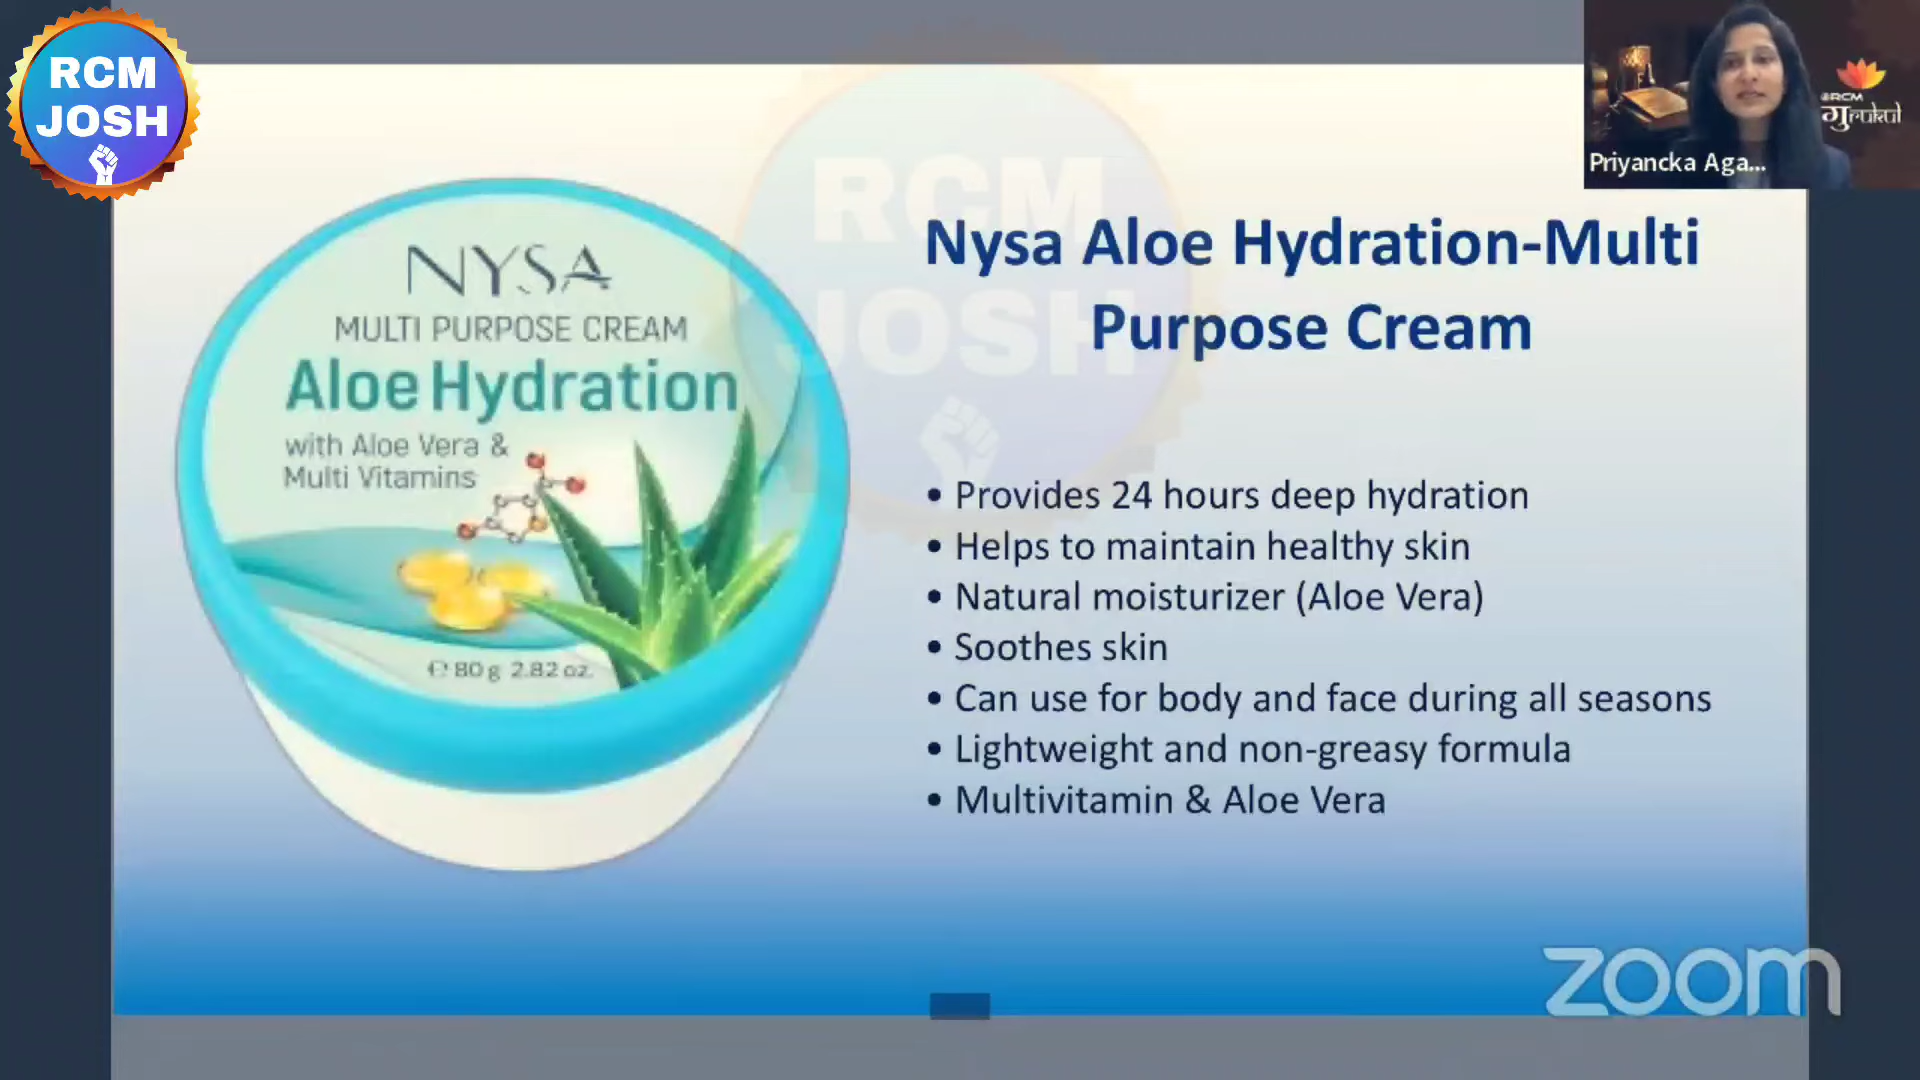 RCM
JOSH
RCM
JOSH
@RCM
गुrukul
Priyancka Aga...
NYSA
MULTI PURPOSE CREAM
Aloe Hydration
with Aloe Vera &
Multi Vitamins
℮ 80 g 2.82 oz.
Nysa Aloe Hydration-Multi
Purpose Cream
• Provides 24 hours deep hydration
• Helps to maintain healthy skin
• Natural moisturizer (Aloe Vera)
• Soothes skin
• Can use for body and face during all seasons
• Lightweight and non-greasy formula
• Multivitamin & Aloe Vera
zoom